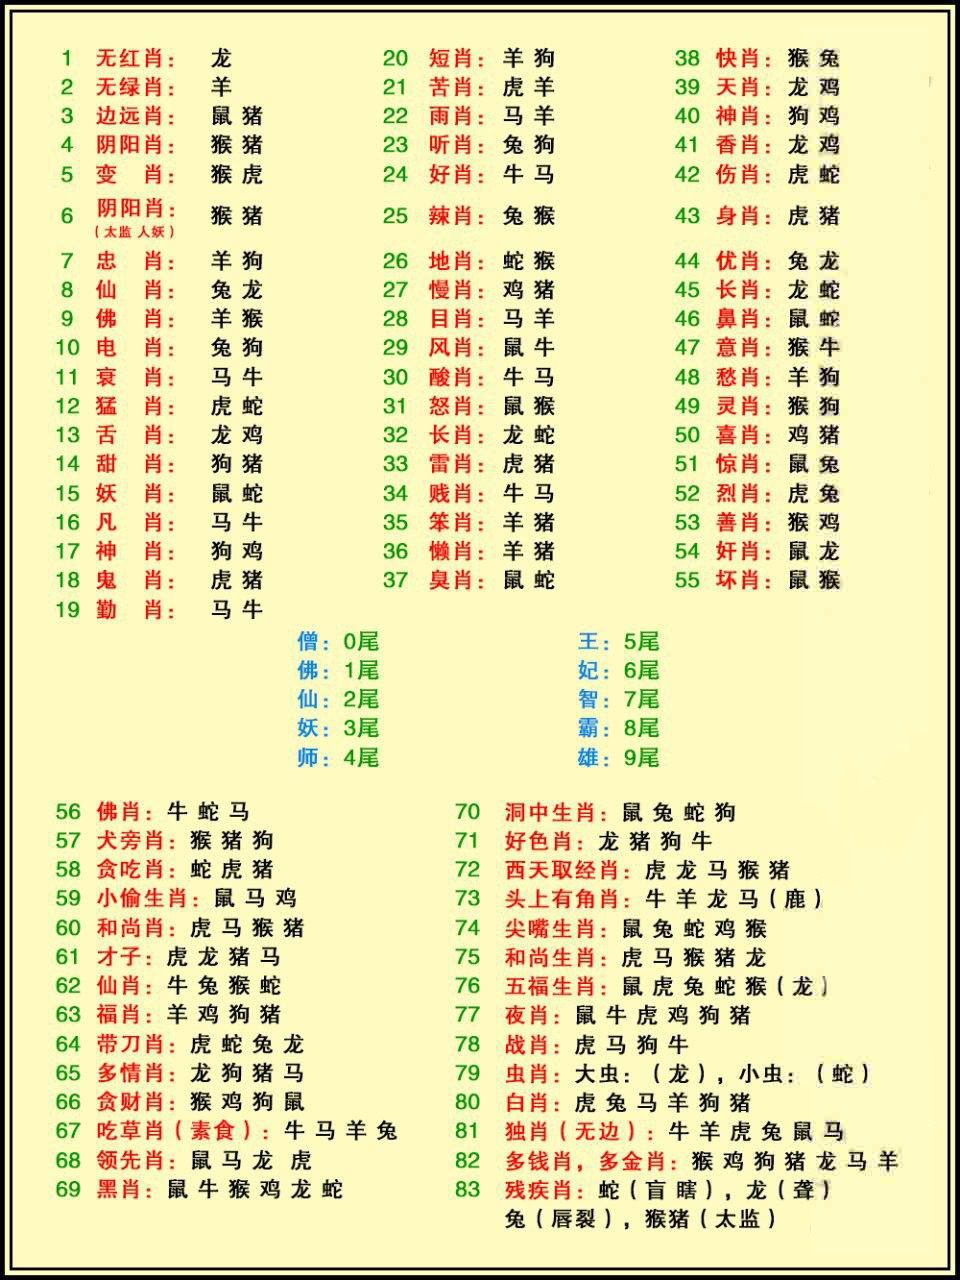 1 无红肖： 龙
2 无绿肖： 羊
3 边远肖： 鼠 猪
4 阴阳肖： 猴 猪
5 变 肖： 猴 虎
6 阴阳肖： 猴 猪
（太监 人妖）
7 忠 肖： 羊 狗
8 仙 肖： 兔 龙
9 佛 肖： 羊 猴
10 电 肖： 兔 狗
11 衰 肖： 马 牛
12 猛 肖： 虎 蛇
13 舌 肖： 龙 鸡
14 甜 肖： 狗 猪
15 妖 肖： 鼠 蛇
16 凡 肖： 马 牛
17 神 肖： 狗 鸡
18 鬼 肖： 虎 猪
19 勤 肖： 马 牛
20 短肖： 羊 狗
21 苦肖： 虎 羊
22 雨肖： 马 羊
23 听肖： 兔 狗
24 好肖： 牛 马
25 辣肖： 兔 猴
26 地肖： 蛇 猴
27 慢肖： 鸡 猪
28 目肖： 马 羊
29 风肖： 鼠 牛
30 酸肖： 牛 马
31 怒肖： 鼠 猴
32 长肖： 龙 蛇
33 雷肖： 虎 猪
34 贱肖： 牛 马
35 笨肖： 羊 猪
36 懒肖： 羊 猪
37 臭肖： 鼠 蛇
38 快肖： 猴 兔
39 天肖： 龙 鸡
40 神肖： 狗 鸡
41 香肖： 龙 鸡
42 伤肖： 虎 蛇
43 身肖： 虎 猪
44 优肖： 兔 龙
45 长肖： 龙 蛇
46 鼻肖： 鼠 蛇
47 意肖： 猴 牛
48 愁肖： 羊 狗
49 灵肖： 猴 狗
50 喜肖： 鸡 猪
51 惊肖： 鼠 兔
52 烈肖： 虎 兔
53 善肖： 猴 鸡
54 奸肖： 鼠 龙
55 坏肖： 鼠 猴
僧：0尾
佛：1尾
仙：2尾
妖：3尾
师：4尾
王：5尾
妃：6尾
智：7尾
霸：8尾
雄：9尾
56 佛肖：牛 蛇 马
57 犬旁肖：猴 猪 狗
58 贪吃肖：蛇 虎 猪
59 小偷生肖：鼠 马 鸡
60 和尚肖：虎 马 猴 猪
61 才子：虎 龙 猪 马
62 仙肖：牛 兔 猴 蛇
63 福肖：羊 鸡 狗 猪
64 带刀肖：虎 蛇 兔 龙
65 多情肖：龙 狗 猪 马
66 贪财肖：猴 鸡 狗 鼠
67 吃草肖（素食）：牛 马 羊 兔
68 领先肖：鼠 马 龙 虎
69 黑肖：鼠 牛 猴 鸡 龙 蛇
70 洞中生肖：鼠 兔 蛇 狗
71 好色肖：龙 猪 狗 牛
72 西天取经肖：虎 龙 马 猴 猪
73 头上有角肖：牛 羊 龙 马（鹿）
74 尖嘴生肖：鼠 兔 蛇 鸡 猴
75 和尚生肖：虎 马 猴 猪 龙
76 五福生肖：鼠 虎 兔 蛇 猴（龙）
77 夜肖：鼠 牛 虎 鸡 狗 猪
78 战肖：虎 马 狗 牛
79 虫肖：大虫：（龙），小虫：（蛇）
80 白肖：虎 兔 马 羊 狗 猪
81 独肖（无边）：牛 羊 虎 兔 鼠 马
82 多钱肖，多金肖：猴 鸡 狗 猪 龙 马 羊
83 残疾肖：蛇（盲 瞎），龙（聋）
兔（唇裂），猴猪（太监）